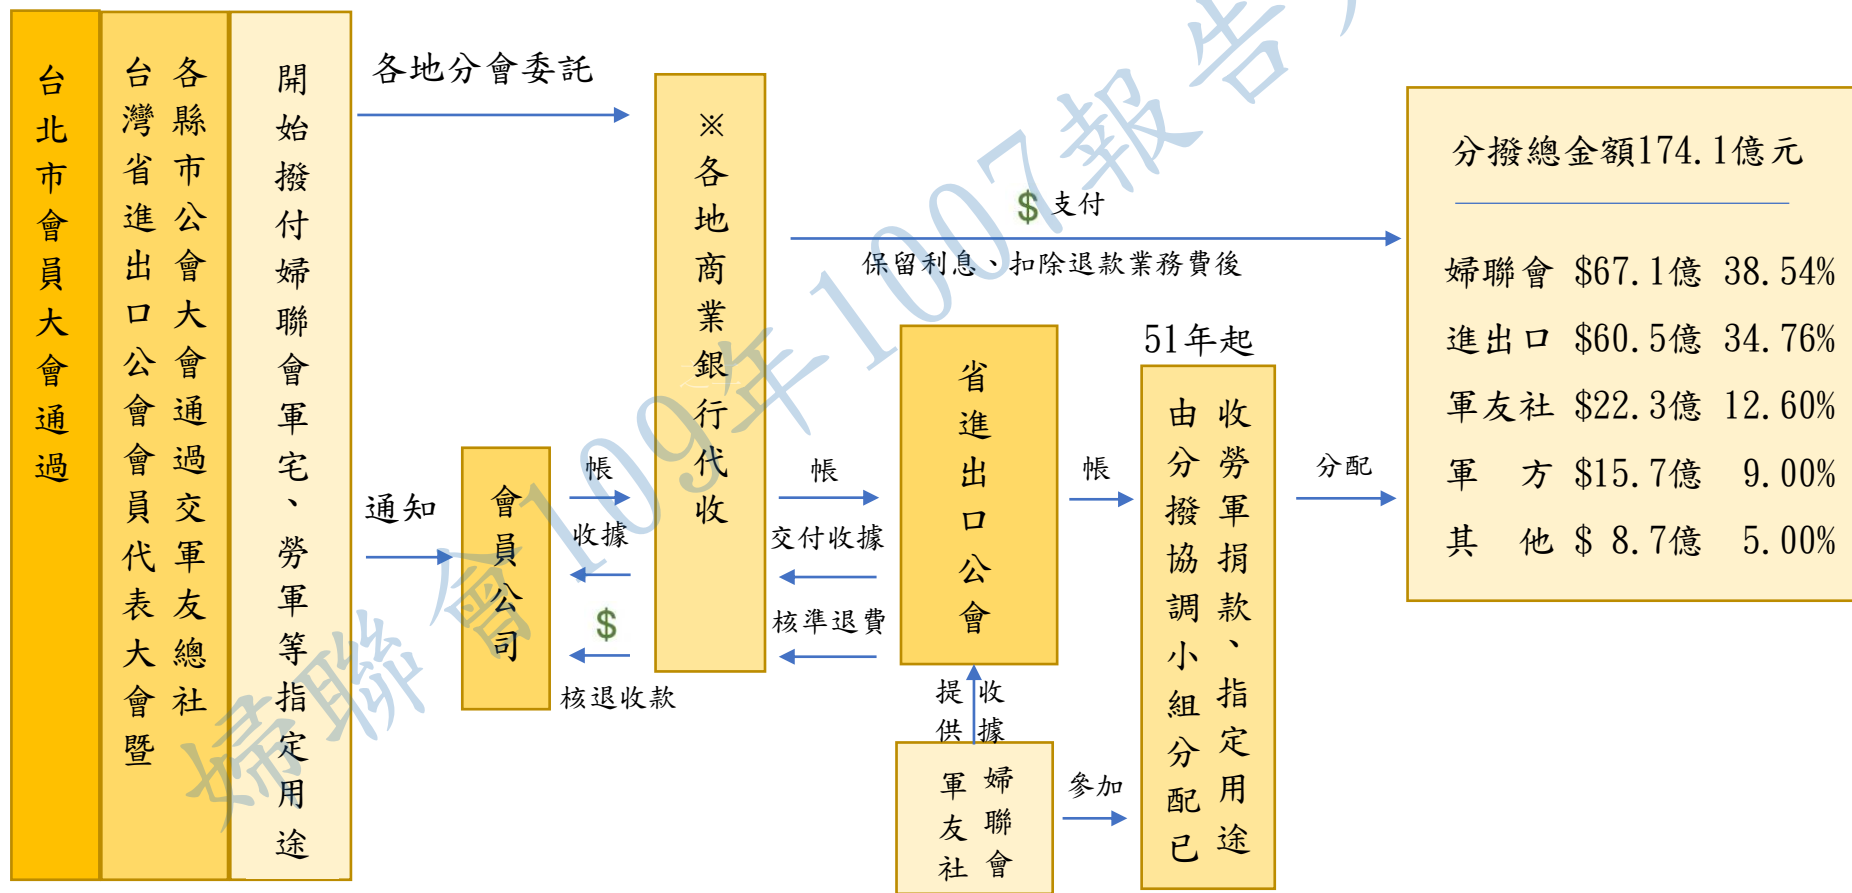 台北市會員大會通過
各縣市公會大會通過交軍友總社
台灣省進出口公會會員代表大會暨
開始撥付婦聯會軍宅、勞軍等指定用途
各地分會委託
通知
會員公司
帳
收據
$
核退收款
※各地商業銀行代收
$支付
保留利息、扣除退款業務費後
帳
交付收據
核準退費
省進出口公會
提供
收據
婦聯會
軍友社
參加
帳
51年起
收勞軍捐款、指定用途
由分撥協調小組分配已
分配
分撥總金額174.1億元
婦聯會 $67.1億 38.54%
進出口 $60.5億 34.76%
軍友社 $22.3億 12.60%
軍　方 $15.7億 9.00%
其　他 $ 8.7億 5.00%
婦聯會109年1007報告